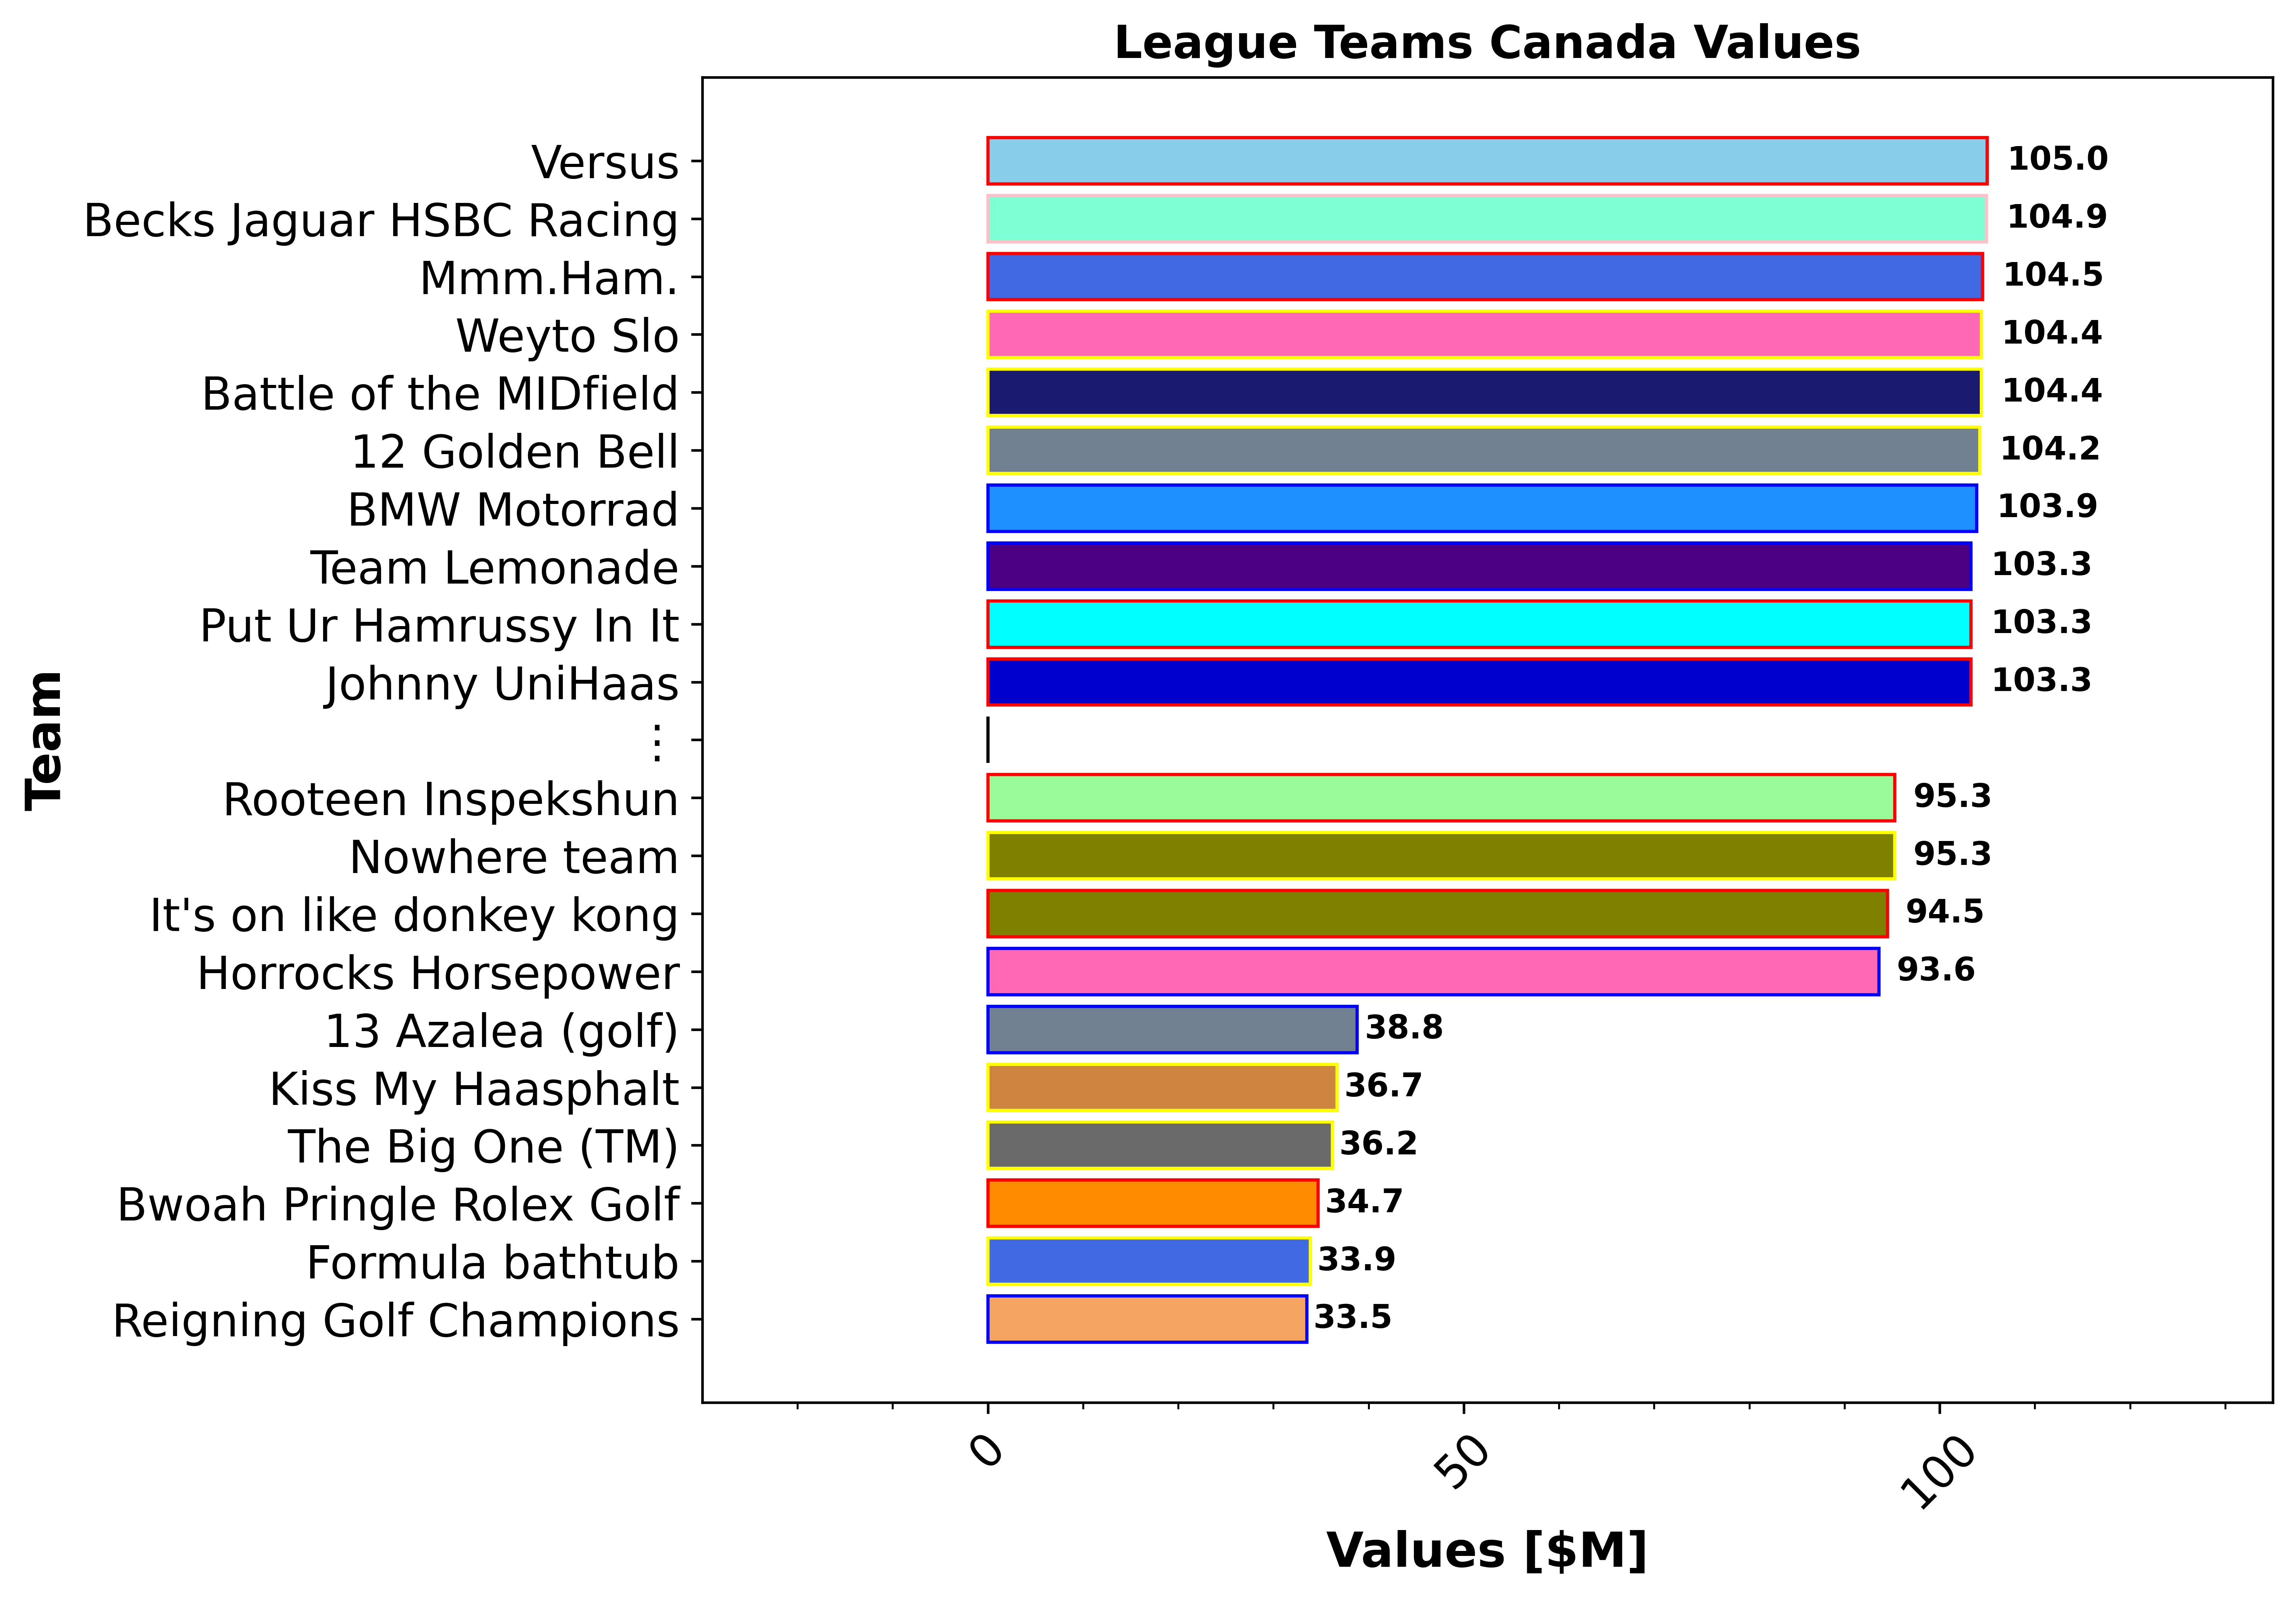 League Teams Canada Values
Versus 105.0
Becks Jaguar HSBC Racing 104.9
Mmm.Ham. 104.5
Weyto Slo 104.4
Battle of the MIDfield 104.4
12 Golden Bell 104.2
BMW Motorrad 103.9
Team Lemonade 103.3
Put Ur Hamrussy In It 103.3
Johnny UniHaas 103.3
⋮
Rooteen Inspekshun 95.3
Nowhere team 95.3
It's on like donkey kong 94.5
Horrocks Horsepower 93.6
13 Azalea (golf) 38.8
Kiss My Haasphalt 36.7
The Big One (TM) 36.2
Bwoah Pringle Rolex Golf 34.7
Formula bathtub 33.9
Reigning Golf Champions 33.5
Team
0 50 100
Values [$M]